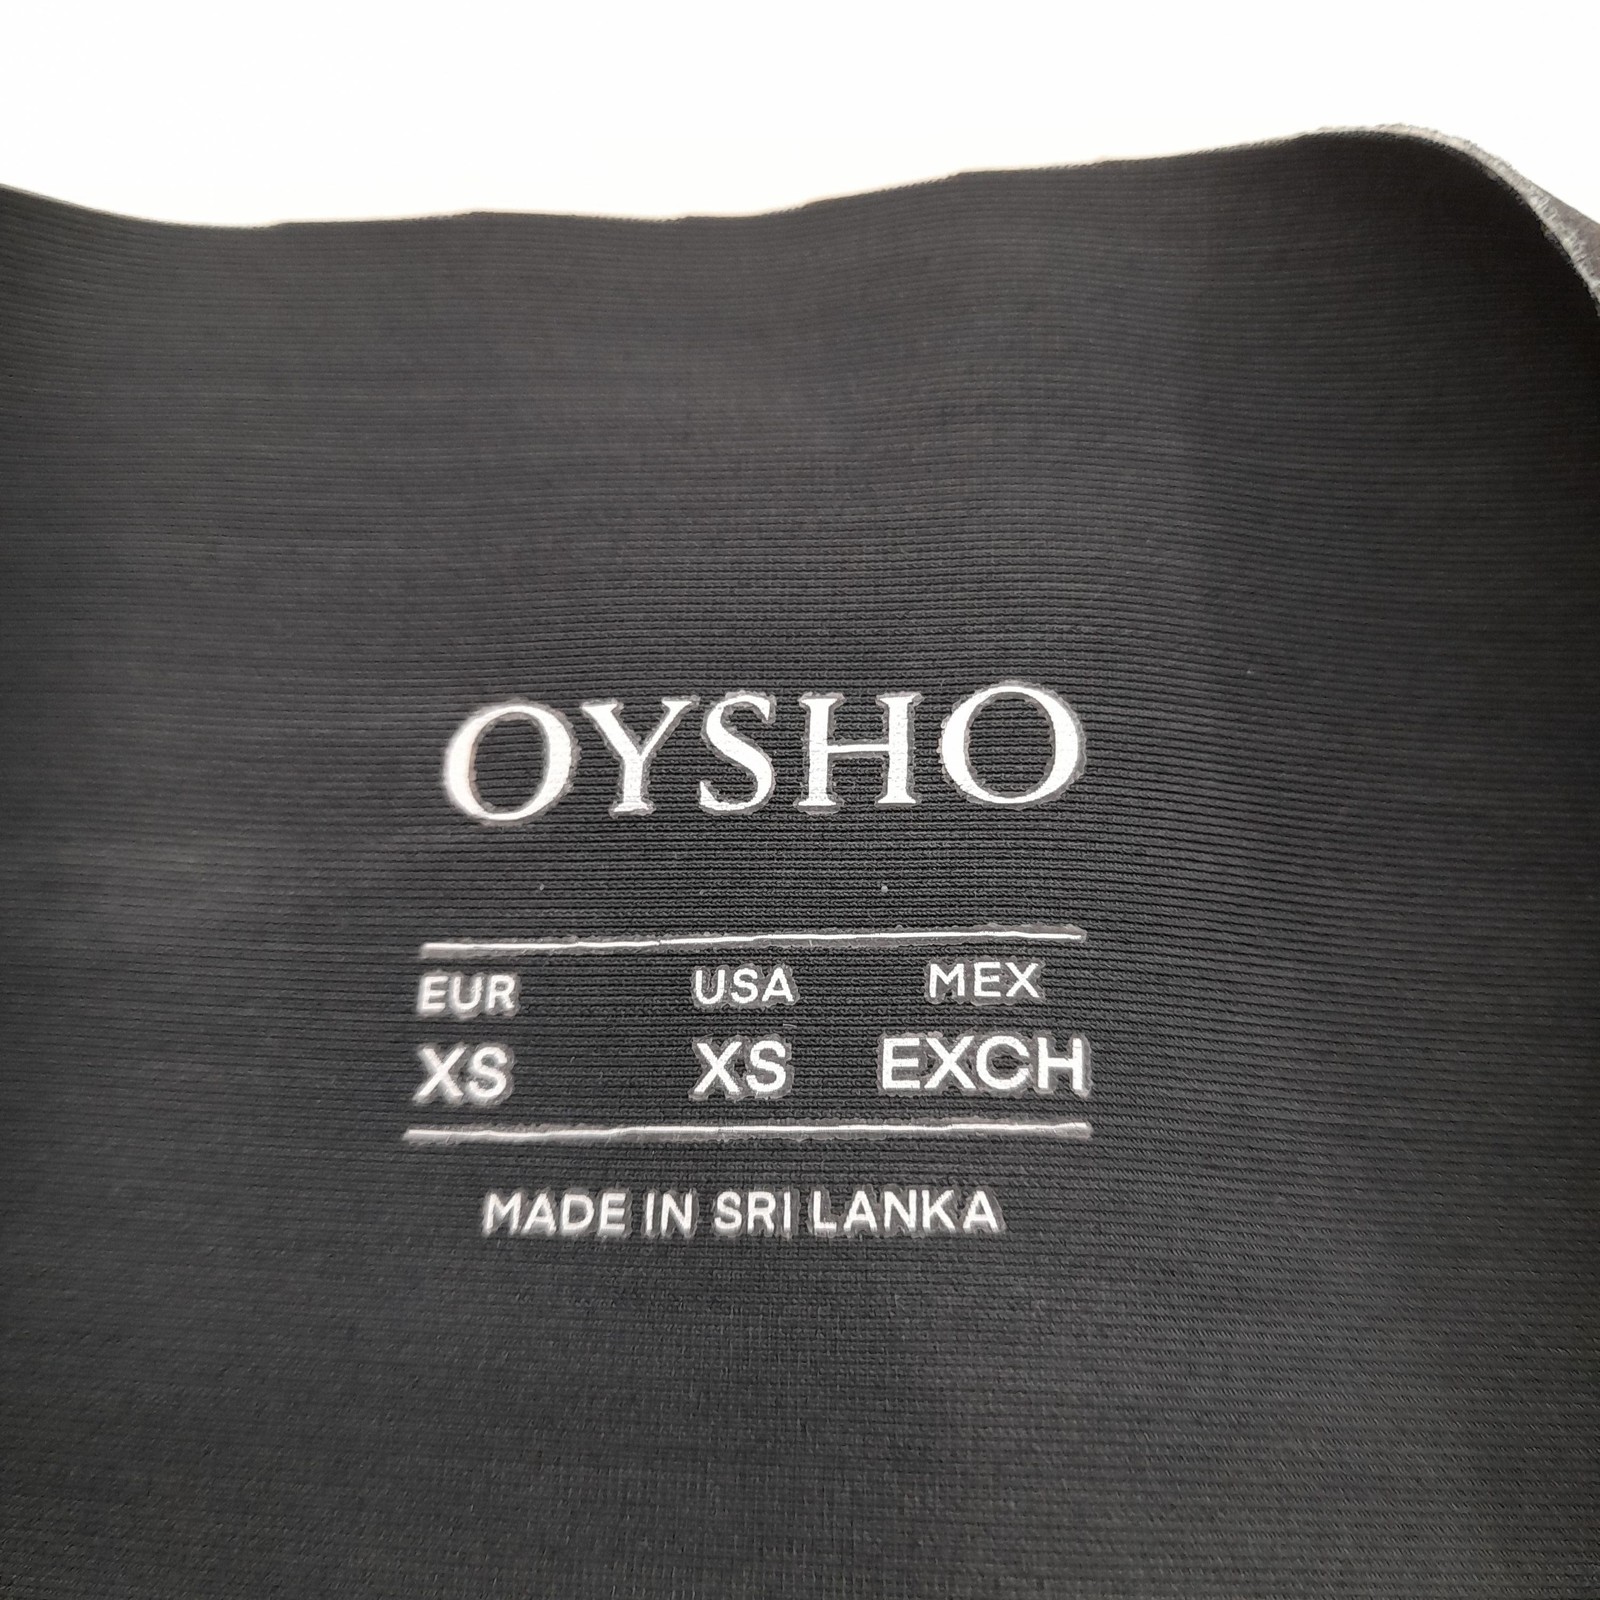 OYSHO
EUR USA MEX
XS XS EXCH
MADE IN SRI LANKA